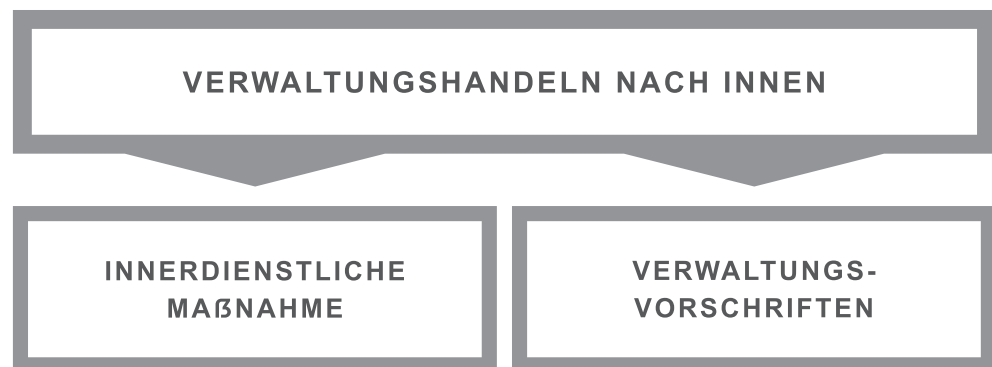 VERWALTUNGSHANDELN NACH INNEN
INNERDIENSTLICHE
MAßNAHME
VERWALTUNGS-
VORSCHRIFTEN